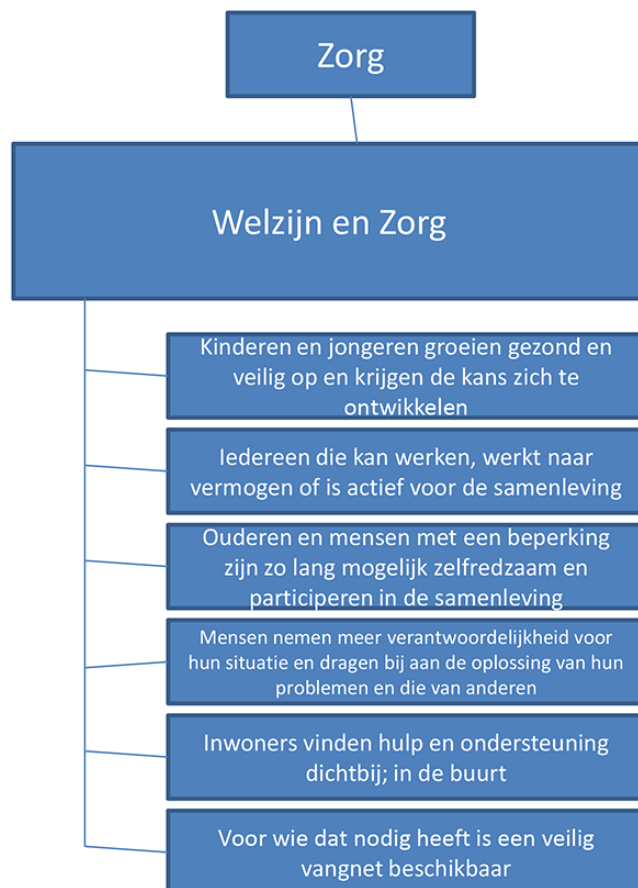 Zorg
Welzijn en Zorg
Kinderen en jongeren groeien gezond en
veilig op en krijgen de kans zich te
ontwikkelen
Iedereen die kan werken, werkt naar
vermogen of is actief voor de samenleving
Ouderen en mensen met een beperking
zijn zo lang mogelijk zelfredzaam en
participeren in de samenleving
Mensen nemen meer verantwoordelijkheid voor
hun situatie en dragen bij aan de oplossing van hun
problemen en die van anderen
Inwoners vinden hulp en ondersteuning
dichtbij; in de buurt
Voor wie dat nodig heeft is een veilig
vangnet beschikbaar